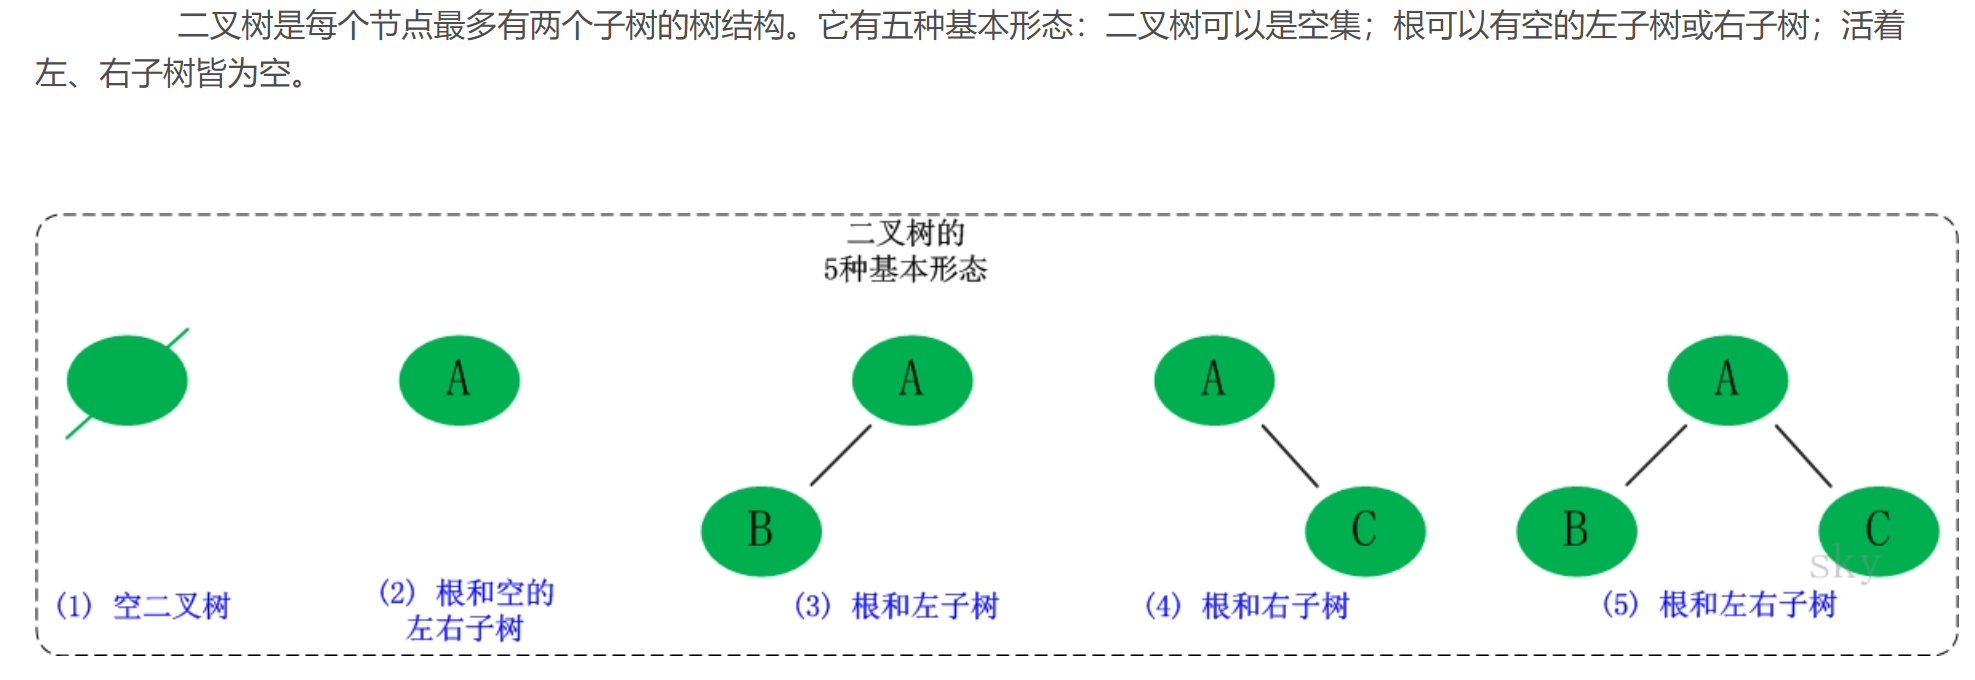 二叉树是每个节点最多有两个子树的树结构。它有五种基本形态：二叉树可以是空集；根可以有空的左子树或右子树；活着
左、右子树皆为空。
二叉树的
5种基本形态
A
A
A
A
B
C
B
C
sky
(1) 空二叉树
(2) 根和空的
左右子树
(3) 根和左子树
(4) 根和右子树
(5) 根和左右子树